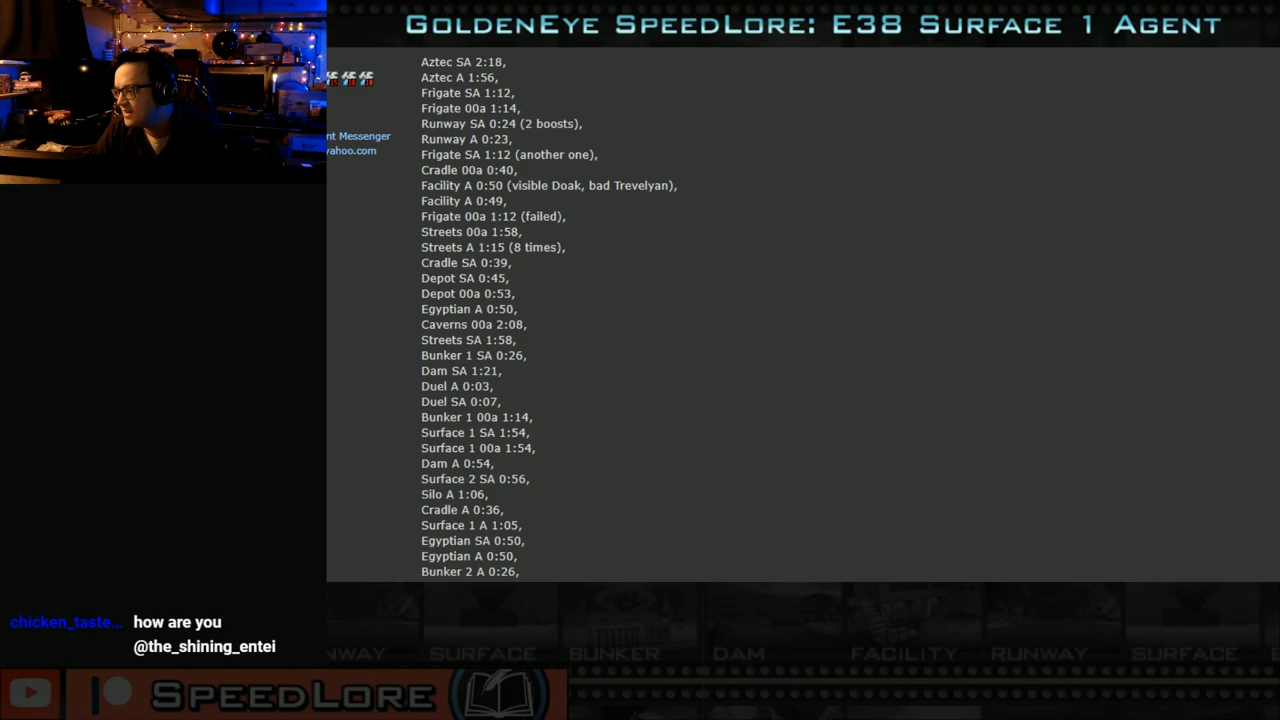 GoldenEye SpeedLore: E38 Surface 1 Agent
Aztec SA 2:18,
Aztec A 1:56,
Frigate SA 1:12,
Frigate 00a 1:14,
Runway SA 0:24 (2 boosts),
nt Messenger
Runway A 0:23,
yahoo.com
Frigate SA 1:12 (another one),
Cradle 00a 0:40,
Facility A 0:50 (visible Doak, bad Trevelyan),
Facility A 0:49,
Frigate 00a 1:12 (failed),
Streets 00a 1:58,
Streets A 1:15 (8 times),
Cradle SA 0:39,
Depot SA 0:45,
Depot 00a 0:53,
Egyptian A 0:50,
Caverns 00a 2:08,
Streets SA 1:58,
Bunker 1 SA 0:26,
Dam SA 1:21,
Duel A 0:03,
Duel SA 0:07,
Bunker 1 00a 1:14,
Surface 1 SA 1:54,
Surface 1 00a 1:54,
Dam A 0:54,
Surface 2 SA 0:56,
Silo A 1:06,
Cradle A 0:36,
Surface 1 A 1:05,
Egyptian SA 0:50,
Egyptian A 0:50,
Bunker 2 A 0:26,
chicken_taste... how are you
@the_shining_entei
NWAY SURFACE BUNKER DAM FACILITY RUNWAY SURFACE
SpeedLore